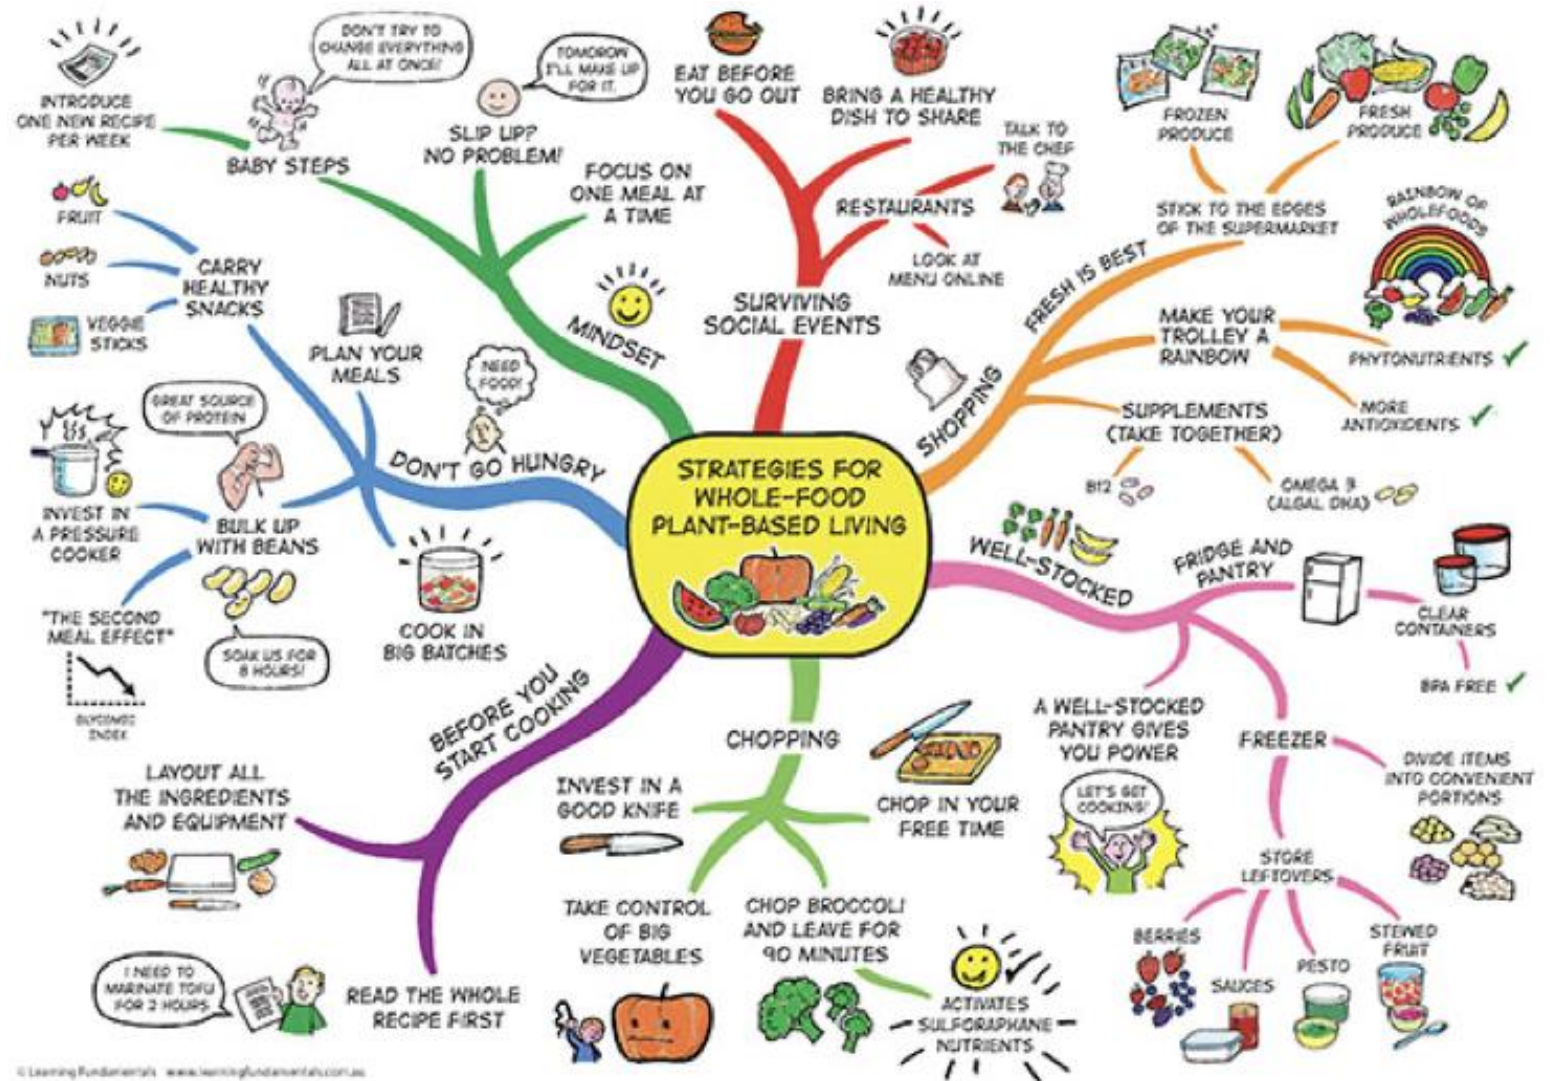 STRATEGIES FOR
WHOLE-FOOD
PLANT-BASED LIVING
MINDSET
BABY STEPS
DON'T TRY TO
CHANGE EVERYTHING
ALL AT ONCE!
INTRODUCE
ONE NEW RECIPE
PER WEEK
SLIP UP?
NO PROBLEM!
TOMOROW
I'LL MAKE UP
FOR IT.
FOCUS ON
ONE MEAL AT
A TIME
SURVIVING
SOCIAL EVENTS
EAT BEFORE
YOU GO OUT
BRING A HEALTHY
DISH TO SHARE
RESTAURANTS
TALK TO
THE CHEF
LOOK AT
MENU ONLINE
SHOPPING
FRESH IS BEST
STICK TO THE EDGES
OF THE SUPERMARKET
FROZEN
PRODUCE
FRESH
PRODUCE
MAKE YOUR
TROLLEY A
RAINBOW
RAINBOW OF
WHOLEFOODS
PHYTONUTRIENTS
MORE
ANTIOXIDENTS
SUPPLEMENTS
(TAKE TOGETHER)
B12
OMEGA 3
(ALGAL DHA)
WELL-STOCKED
FRIDGE AND
PANTRY
CLEAR
CONTAINERS
BPA FREE
A WELL-STOCKED
PANTRY GIVES
YOU POWER
LET'S GET
COOKING!
FREEZER
DIVIDE ITEMS
INTO CONVENIENT
PORTIONS
STORE
LEFTOVERS
BERRIES
SAUCES
PESTO
STEWED
FRUIT
CHOPPING
INVEST IN A
GOOD KNIFE
CHOP IN YOUR
FREE TIME
TAKE CONTROL
OF BIG
VEGETABLES
CHOP BROCCOLI
AND LEAVE FOR
90 MINUTES
ACTIVATES
SULFORAPHANE
NUTRIENTS
BEFORE YOU
START COOKING
LAYOUT ALL
THE INGREDIENTS
AND EQUIPMENT
READ THE WHOLE
RECIPE FIRST
I NEED TO
MARINATE TOFU
FOR 2 HOURS
DON'T GO HUNGRY
NEED
FOOD!
PLAN YOUR
MEALS
CARRY
HEALTHY
SNACKS
FRUIT
NUTS
VEGGIE
STICKS
BULK UP
WITH BEANS
GREAT SOURCE
OF PROTEIN
SOAK US FOR
8 HOURS!
INVEST IN
A PRESSURE
COOKER
"THE SECOND
MEAL EFFECT"
GLYCEMIC
INDEX
COOK IN
BIG BATCHES
© Learning Fundamentals www.learningfundamentals.com.au